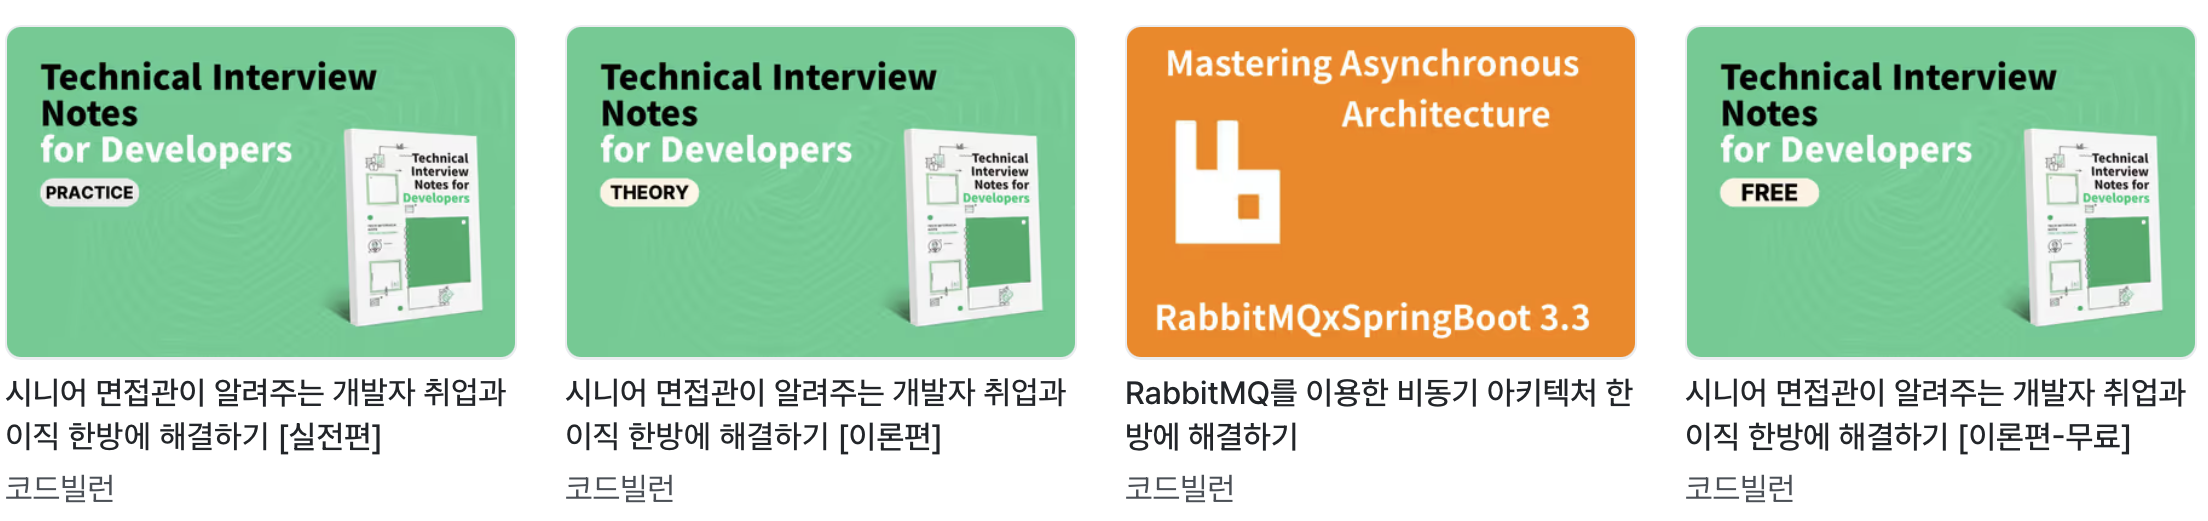 Technical Interview
Notes
for Developers
PRACTICE
Technical
Interview
Notes for
Developers
시니어 면접관이 알려주는 개발자 취업과
이직 한방에 해결하기 [실전편]
코드빌런
Technical Interview
Notes
for Developers
THEORY
Technical
Interview
Notes for
Developers
시니어 면접관이 알려주는 개발자 취업과
이직 한방에 해결하기 [이론편]
코드빌런
Mastering Asynchronous
Architecture
RabbitMQxSpringBoot 3.3
RabbitMQ를 이용한 비동기 아키텍처 한
방에 해결하기
코드빌런
Technical Interview
Notes
for Developers
FREE
Technical
Interview
Notes for
Developers
시니어 면접관이 알려주는 개발자 취업과
이직 한방에 해결하기 [이론편-무료]
코드빌런